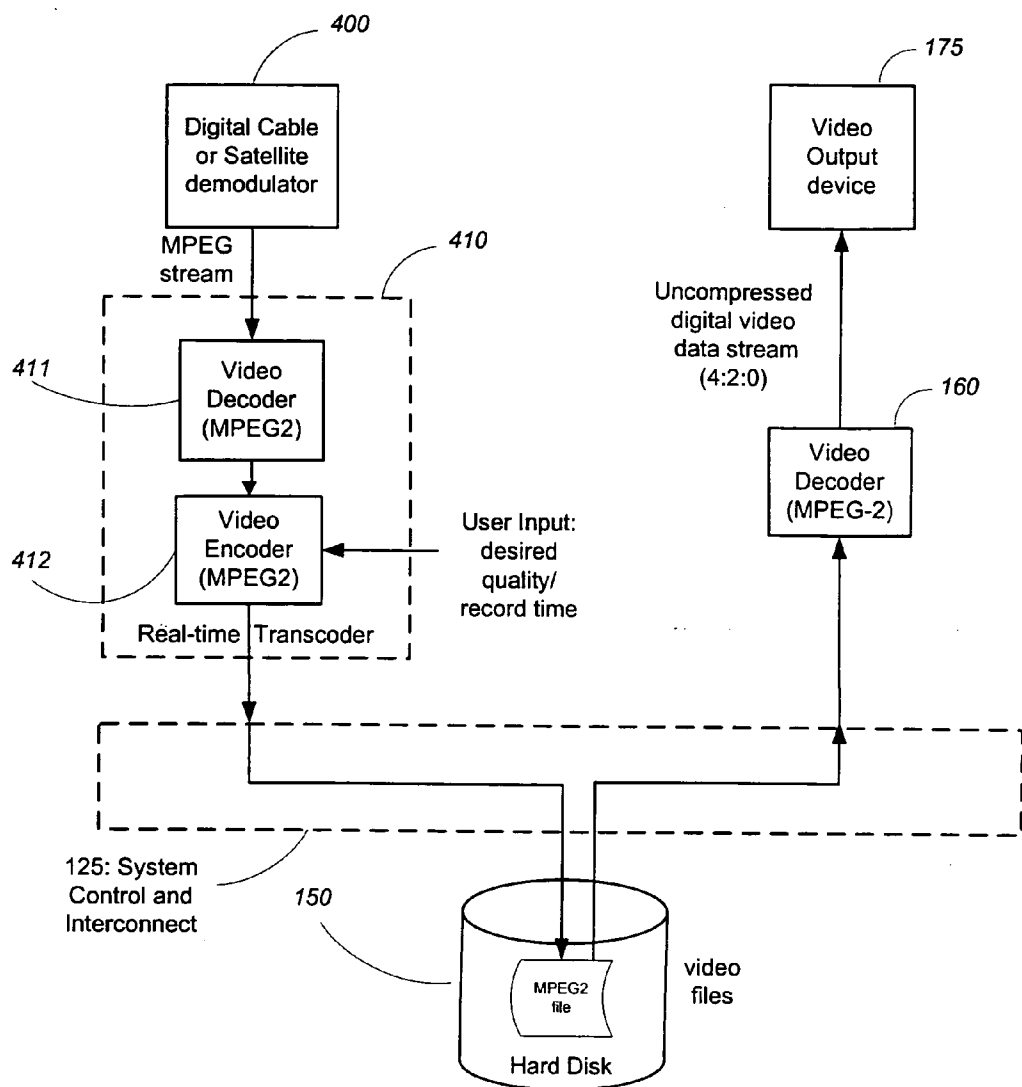 400
Digital Cable
or Satellite
demodulator
MPEG
stream
410
411
Video
Decoder
(MPEG2)
412
Video
Encoder
(MPEG2)
User Input:
desired
quality/
record time
Real-time Transcoder
175
Video
Output
device
Uncompressed
digital video
data stream
(4:2:0)
160
Video
Decoder
(MPEG-2)
125: System
Control and
Interconnect
150
MPEG2
file
Hard Disk
video
files